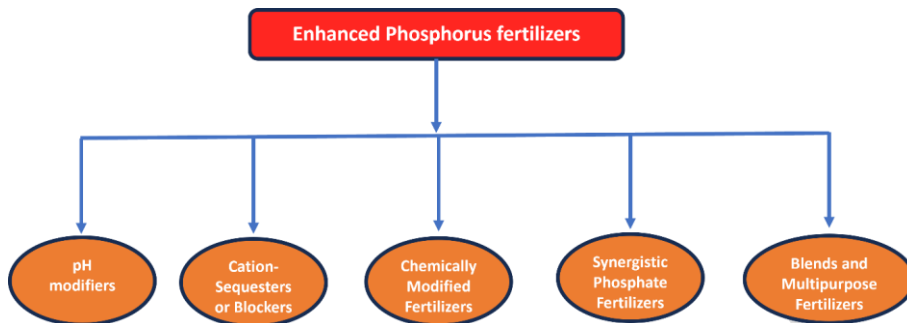 Enhanced Phosphorus fertilizers
pH
modifiers
Cation-
Sequesters
or Blockers
Chemically
Modified
Fertilizers
Synergistic
Phosphate
Fertilizers
Blends and
Multipurpose
Fertilizers